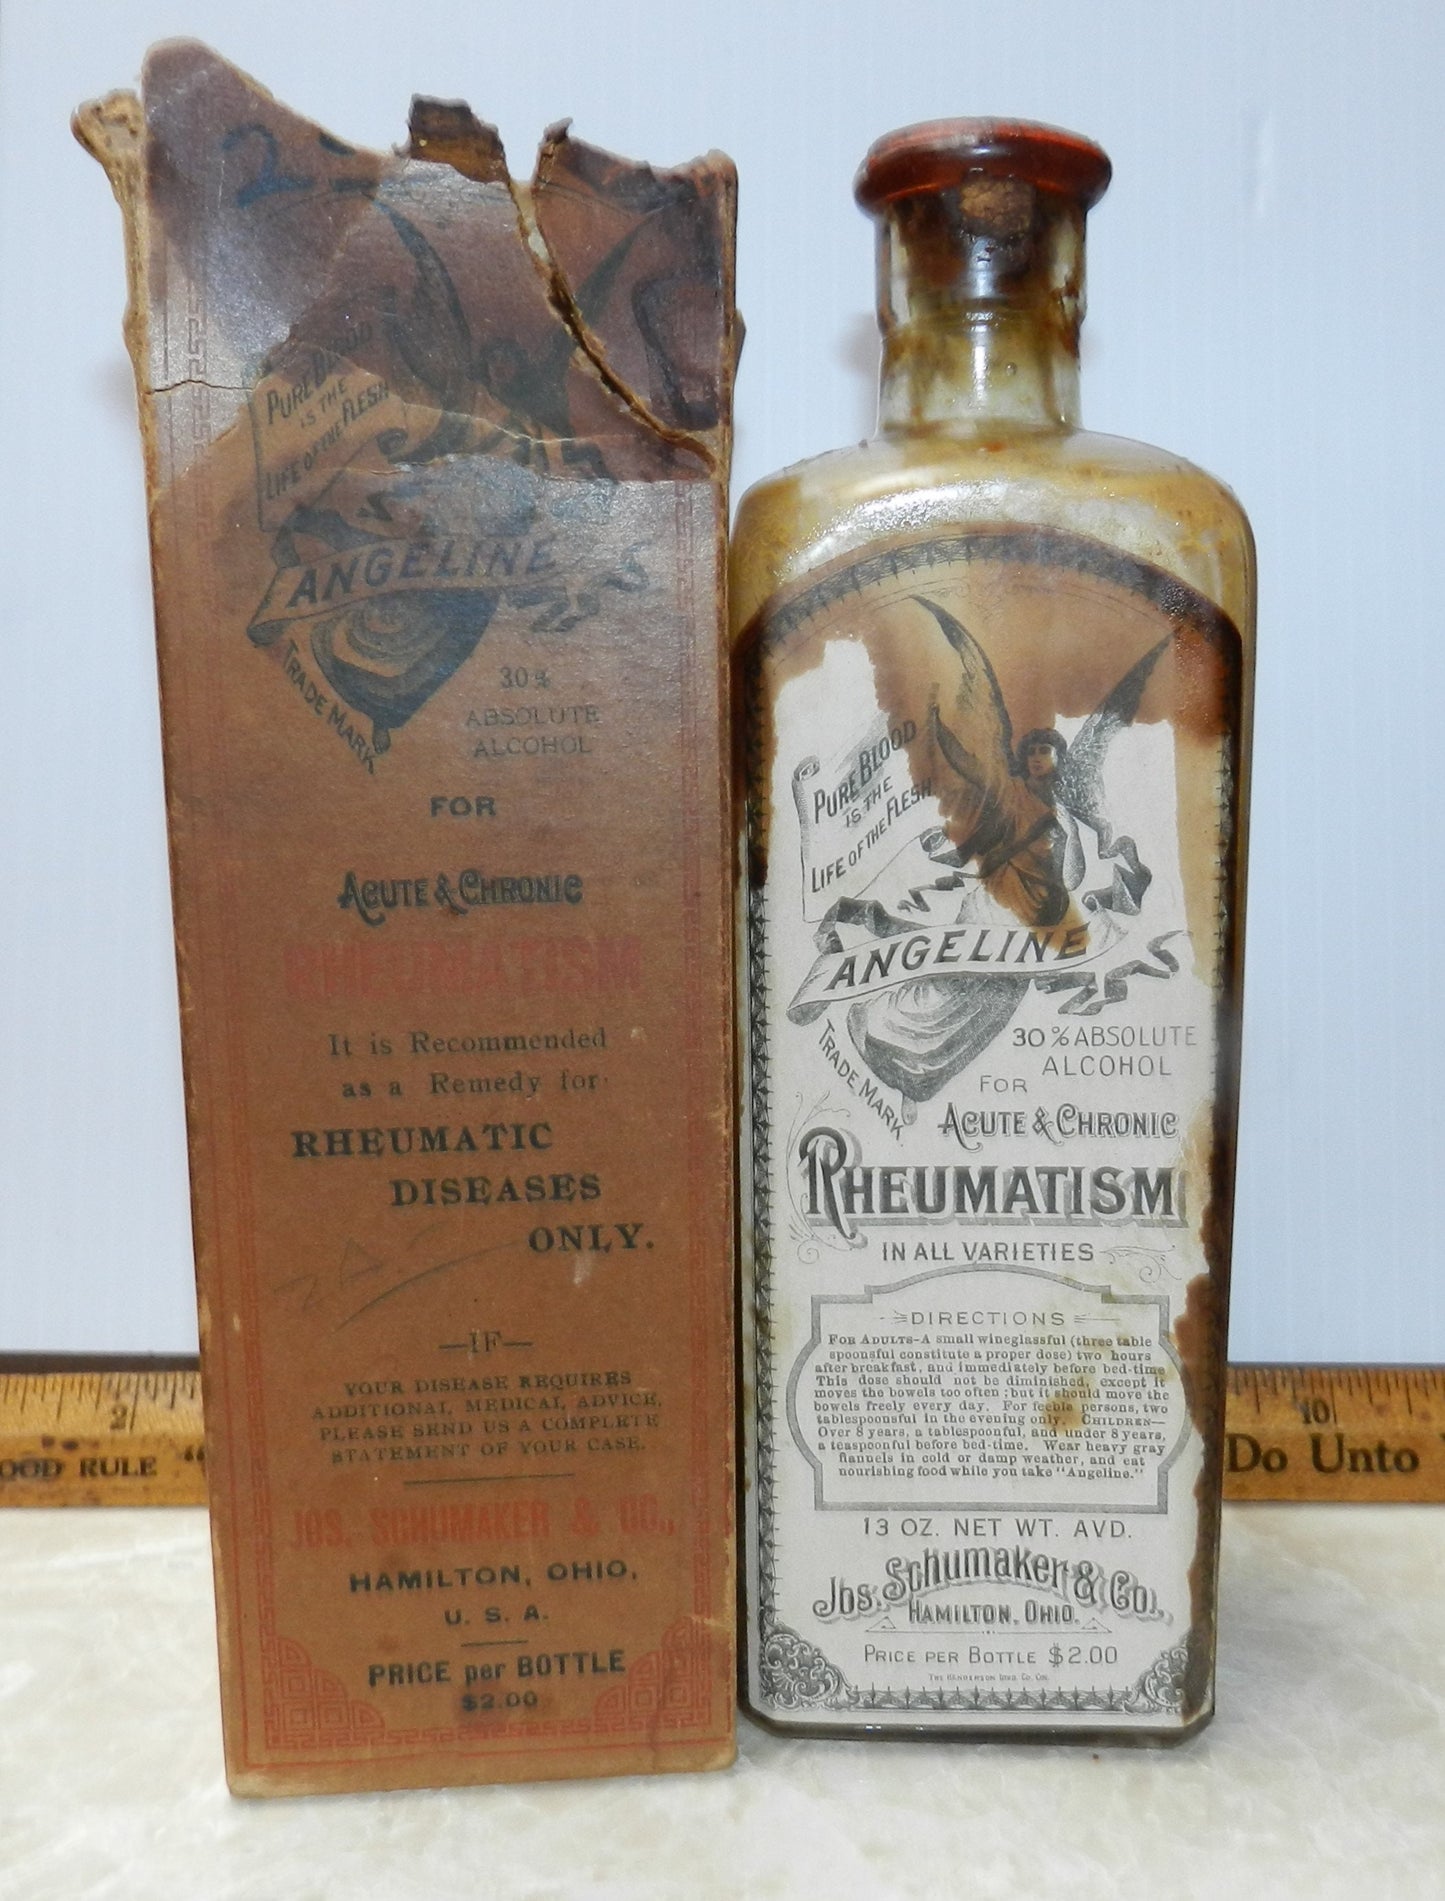 2
PURE BLOOD
IS THE
LIFE OF THE FLESH
ANGELINE
TRADE MARK
30%
ABSOLUTE
ALCOHOL
FOR
ACUTE & CHRONIC
RHEUMATISM
It is Recommended
as a Remedy for
RHEUMATIC
DISEASES
ONLY.
—IF—
YOUR DISEASE REQUIRES
ADDITIONAL MEDICAL ADVICE,
PLEASE SEND US A COMPLETE
STATEMENT OF YOUR CASE.
JOS. SCHUMAKER & CO.,
HAMILTON, OHIO,
U. S. A.
PRICE per BOTTLE
$2.00
PURE BLOOD
IS THE
LIFE OF THE FLESH
ANGELINE
TRADE MARK.
30% ABSOLUTE
ALCOHOL
FOR
ACUTE & CHRONIC
RHEUMATISM
IN ALL VARIETIES
DIRECTIONS
FOR ADULTS—A small wineglassful (three table
spoonsful constitute a proper dose) two hours
after breakfast, and immediately before bed-time
This dose should not be diminished, except it
moves the bowels too often; but it should move the
bowels freely every day. For feeble persons, two
tablespoonsful in the evening only. CHILDREN—
Over 8 years, a tablespoonful, and under 8 years,
a teaspoonful before bed-time. Wear heavy gray
flannels in cold or damp weather, and eat
nourishing food while you take "Angeline."
13 OZ. NET WT. AVD.
Jos. Schumaker & Co.,
HAMILTON, OHIO.
PRICE PER BOTTLE $2.00
THE HENDERSON LITHO. CO. CIN.
2
OOD RULE "
10
Do Unto